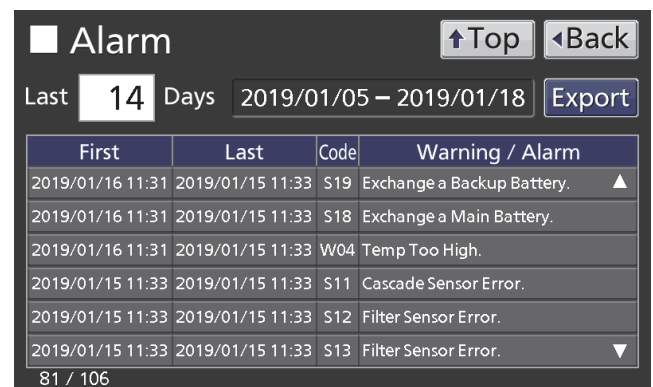 Alarm
Top
Back
Last 14 Days 2019/01/05 – 2019/01/18 Export
First Last Code Warning / Alarm
2019/01/16 11:31 2019/01/15 11:33 S19 Exchange a Backup Battery.
2019/01/16 11:31 2019/01/15 11:33 S18 Exchange a Main Battery.
2019/01/16 11:31 2019/01/15 11:33 W04 Temp Too High.
2019/01/15 11:33 2019/01/15 11:33 S11 Cascade Sensor Error.
2019/01/15 11:33 2019/01/15 11:33 S12 Filter Sensor Error.
2019/01/15 11:33 2019/01/15 11:33 S13 Filter Sensor Error.
81 / 106